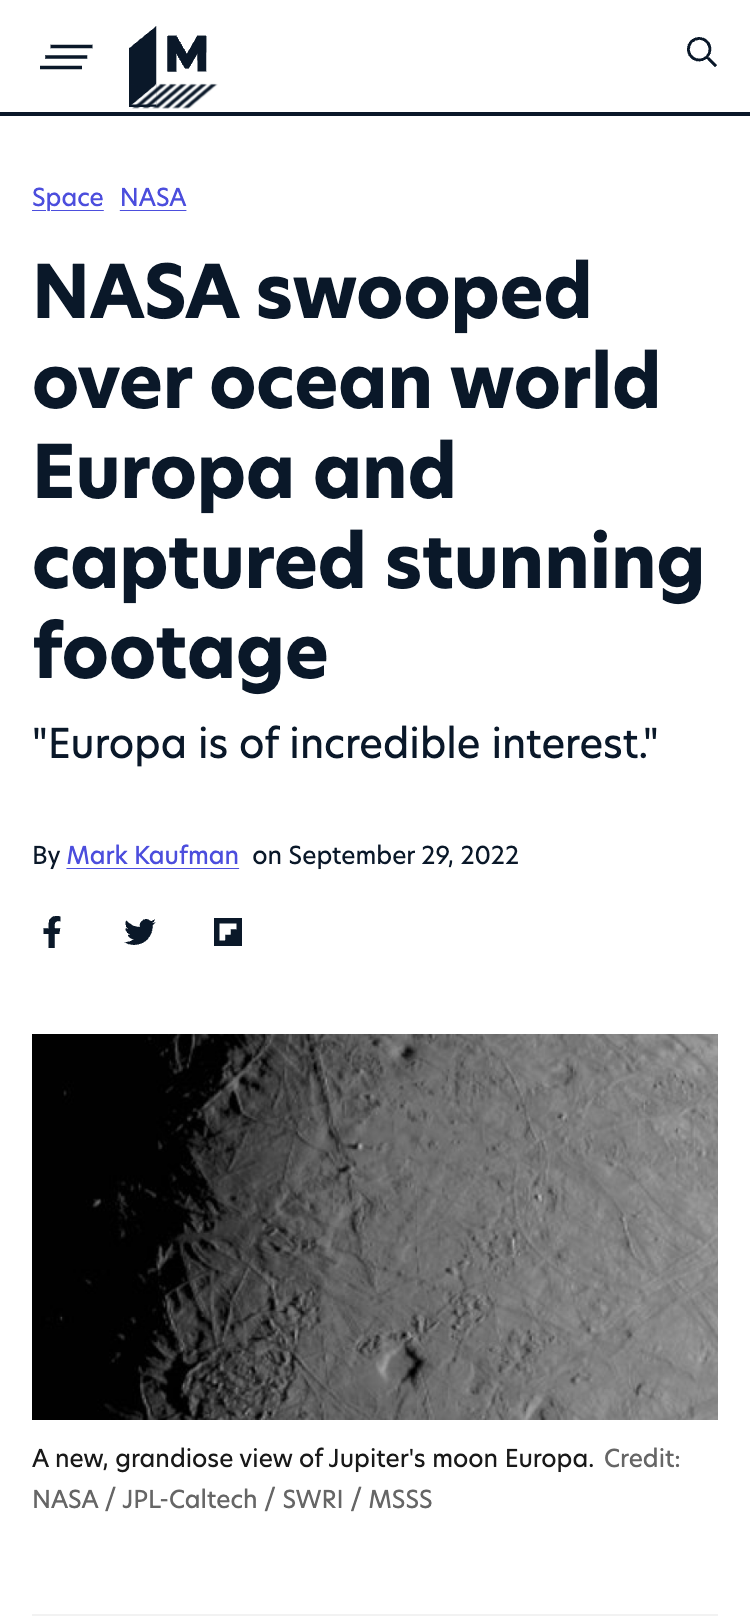 M
Space NASA
NASA swooped
over ocean world
Europa and
captured stunning
footage
"Europa is of incredible interest."
By Mark Kaufman on September 29, 2022
A new, grandiose view of Jupiter's moon Europa. Credit:
NASA / JPL-Caltech / SWRI / MSSS